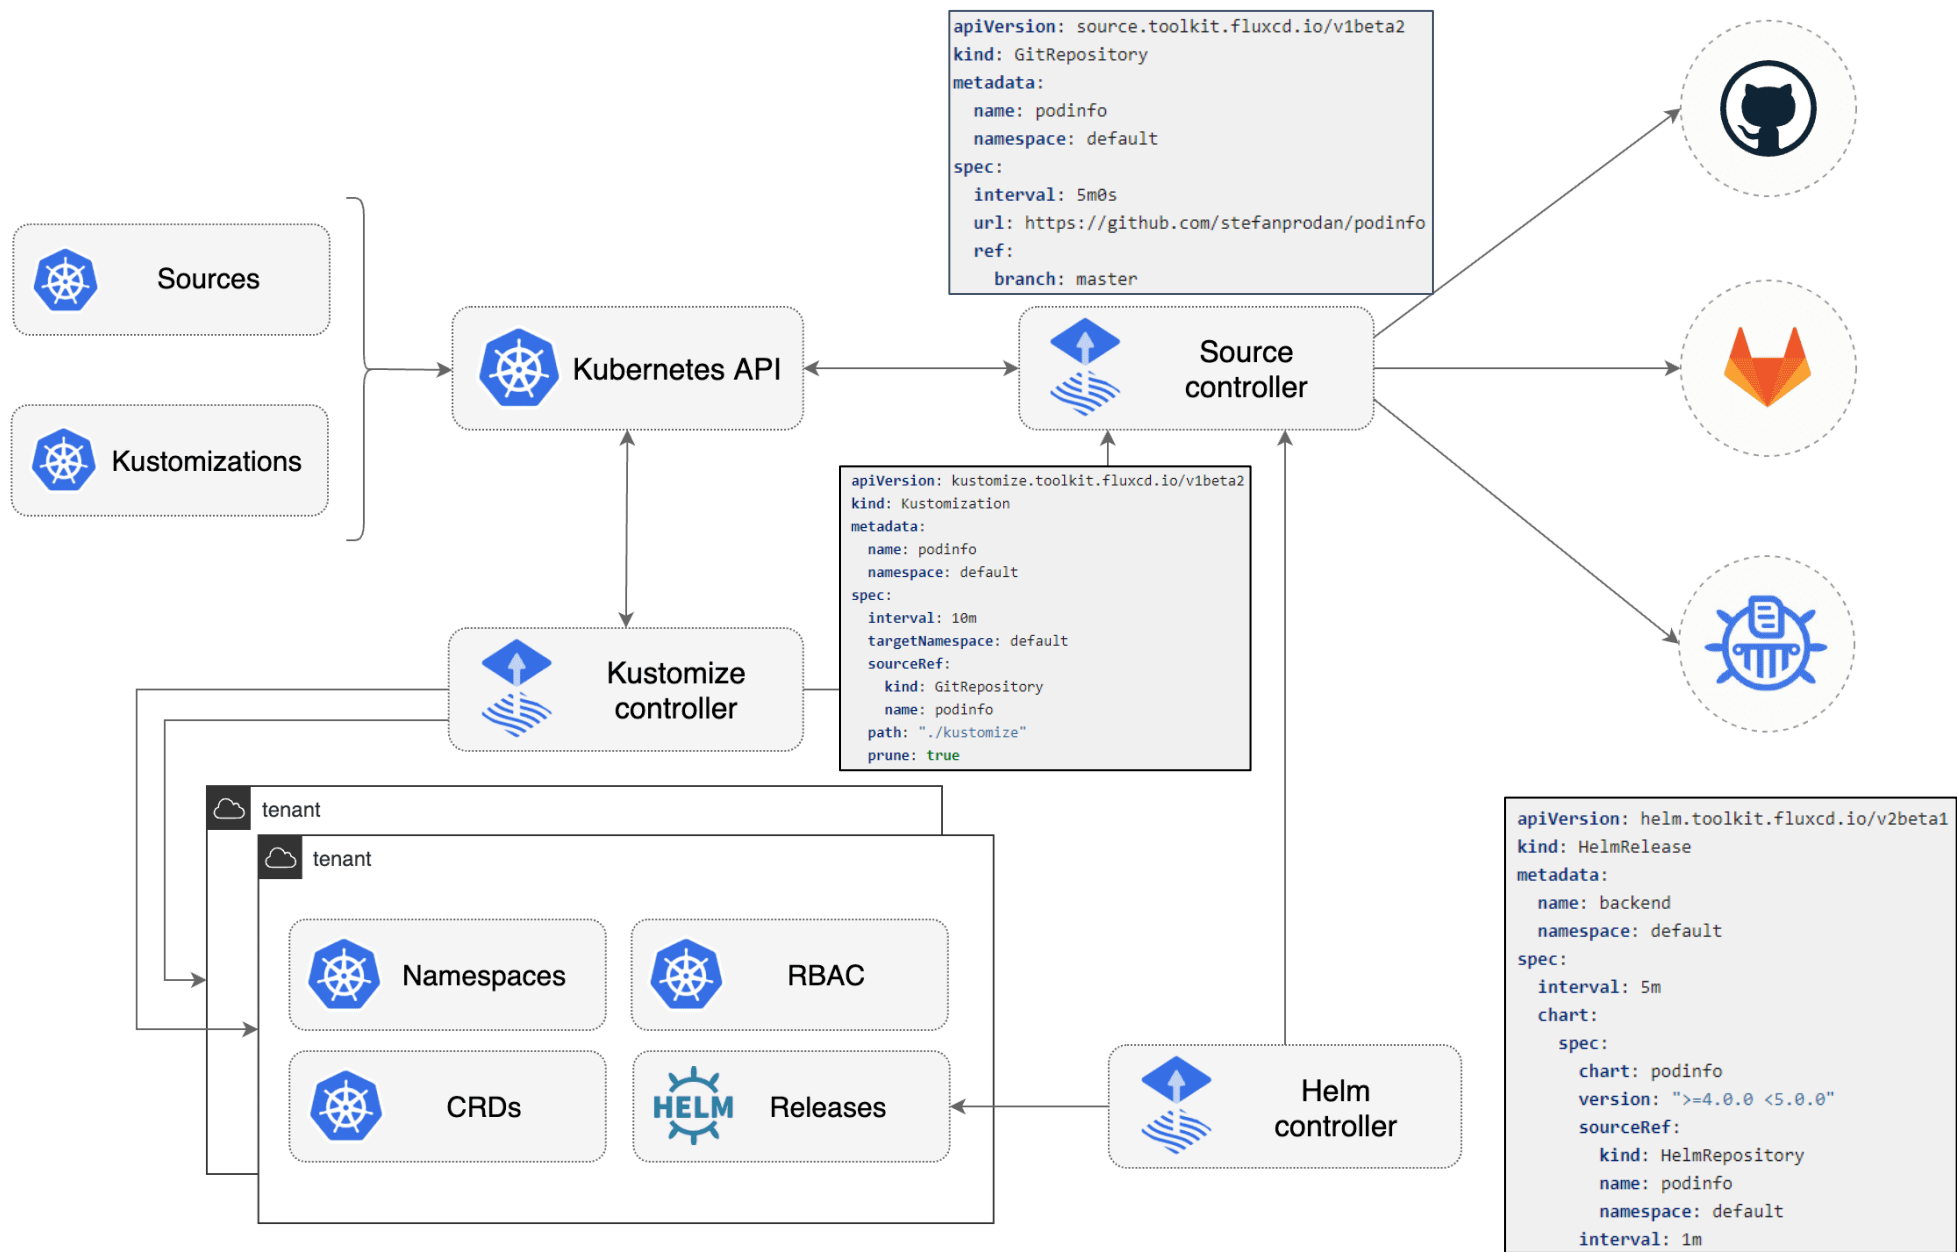 apiVersion: source.toolkit.fluxcd.io/v1beta2
kind: GitRepository
metadata:
  name: podinfo
  namespace: default
spec:
  interval: 5m0s
  url: https://github.com/stefanprodan/podinfo
  ref:
    branch: master
Sources
Kustomizations
Kubernetes API
Source
controller
apiVersion: kustomize.toolkit.fluxcd.io/v1beta2
kind: Kustomization
metadata:
  name: podinfo
  namespace: default
spec:
  interval: 10m
  targetNamespace: default
  sourceRef:
    kind: GitRepository
    name: podinfo
  path: "./kustomize"
  prune: true
Kustomize
controller
tenant
tenant
Namespaces
RBAC
CRDs
HELM
Releases
Helm
controller
apiVersion: helm.toolkit.fluxcd.io/v2beta1
kind: HelmRelease
metadata:
  name: backend
  namespace: default
spec:
  interval: 5m
  chart:
    spec:
      chart: podinfo
      version: ">=4.0.0 <5.0.0"
      sourceRef:
        kind: HelmRepository
        name: podinfo
        namespace: default
      interval: 1m